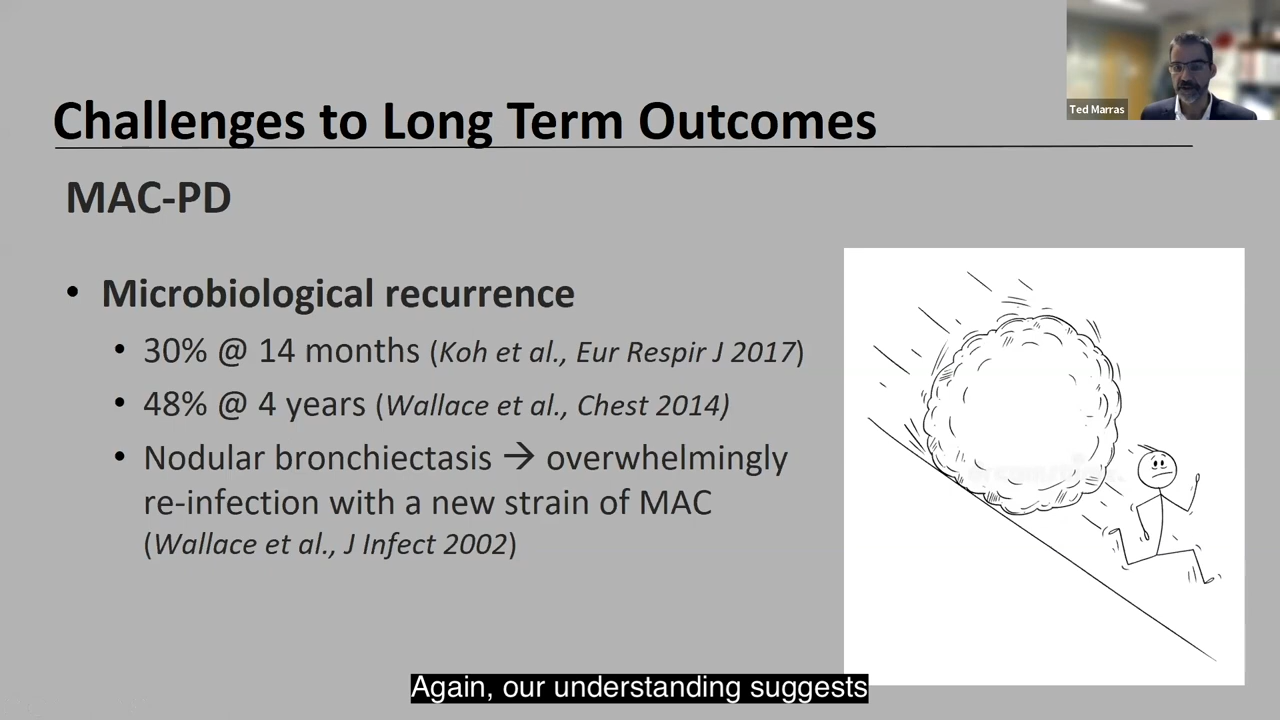 Ted Marras
Challenges to Long Term Outcomes
MAC-PD
• Microbiological recurrence
• 30% @ 14 months (Koh et al., Eur Respir J 2017)
• 48% @ 4 years (Wallace et al., Chest 2014)
• Nodular bronchiectasis → overwhelmingly
re-infection with a new strain of MAC
(Wallace et al., J Infect 2002)
Again, our understanding suggests